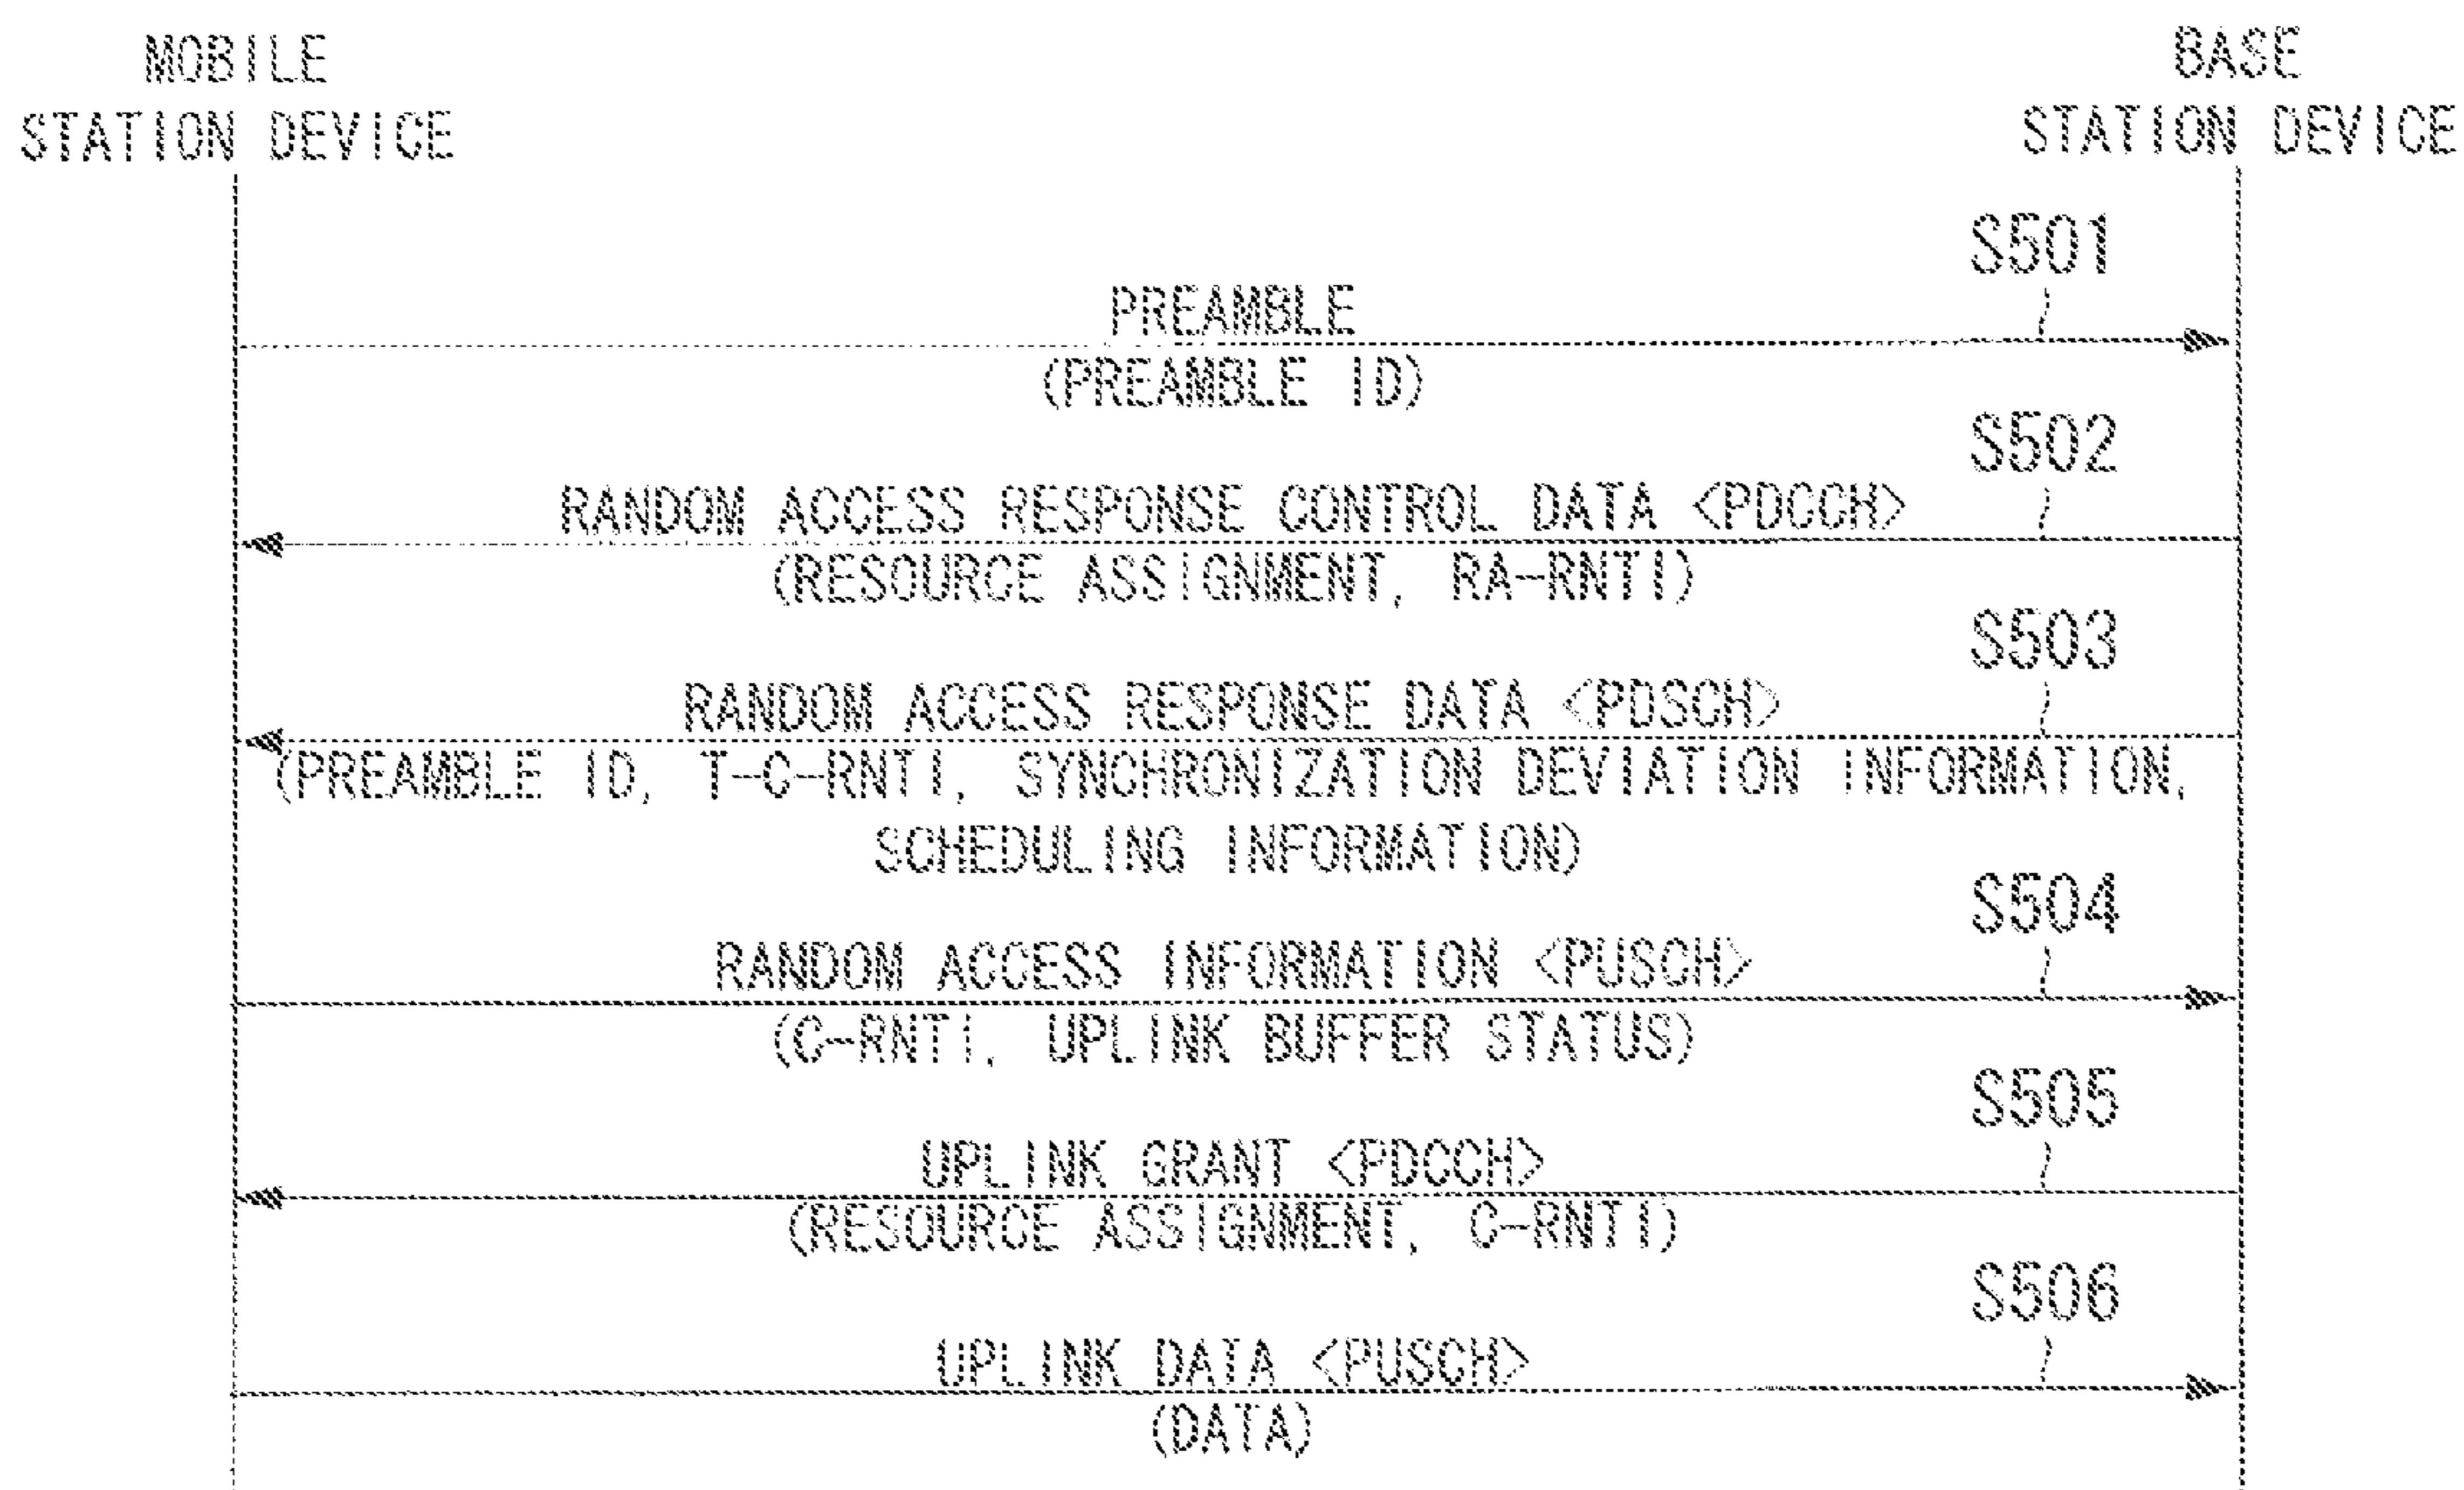 MOBILE
STATION DEVICE
BASE
STATION DEVICE
S501
PREAMBLE
(PREAMBLE ID)
S502
RANDOM ACCESS RESPONSE CONTROL DATA <PDCCH>
(RESOURCE ASSIGNMENT, RA-RNTI)
S503
RANDOM ACCESS RESPONSE DATA <PDSCH>
(PREAMBLE ID, T-C-RNTI, SYNCHRONIZATION DEVIATION INFORMATION,
SCHEDULING INFORMATION)
S504
RANDOM ACCESS INFORMATION <PUSCH>
(C-RNTI, UPLINK BUFFER STATUS)
S505
UPLINK GRANT <PDCCH>
(RESOURCE ASSIGNMENT, C-RNTI)
S506
UPLINK DATA <PUSCH>
(DATA)